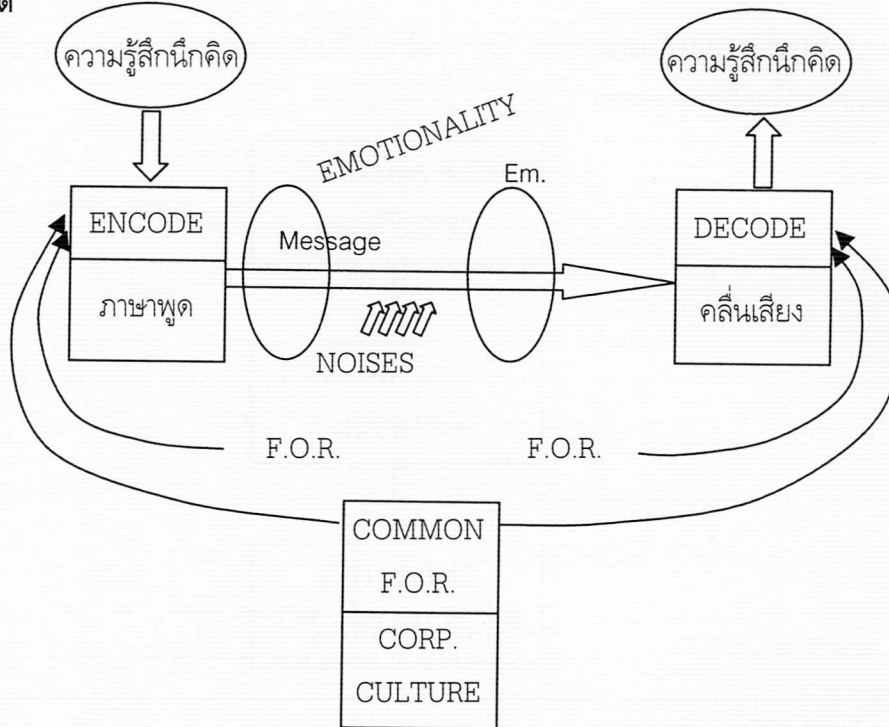 ความรู้สึกนึกคิด
ความรู้สึกนึกคิด
EMOTIONALITY
Em.
ENCODE
Message
DECODE
ภาษาพูด
คลื่นเสียง
NOISES
F.O.R.
F.O.R.
COMMON
F.O.R.
CORP.
CULTURE